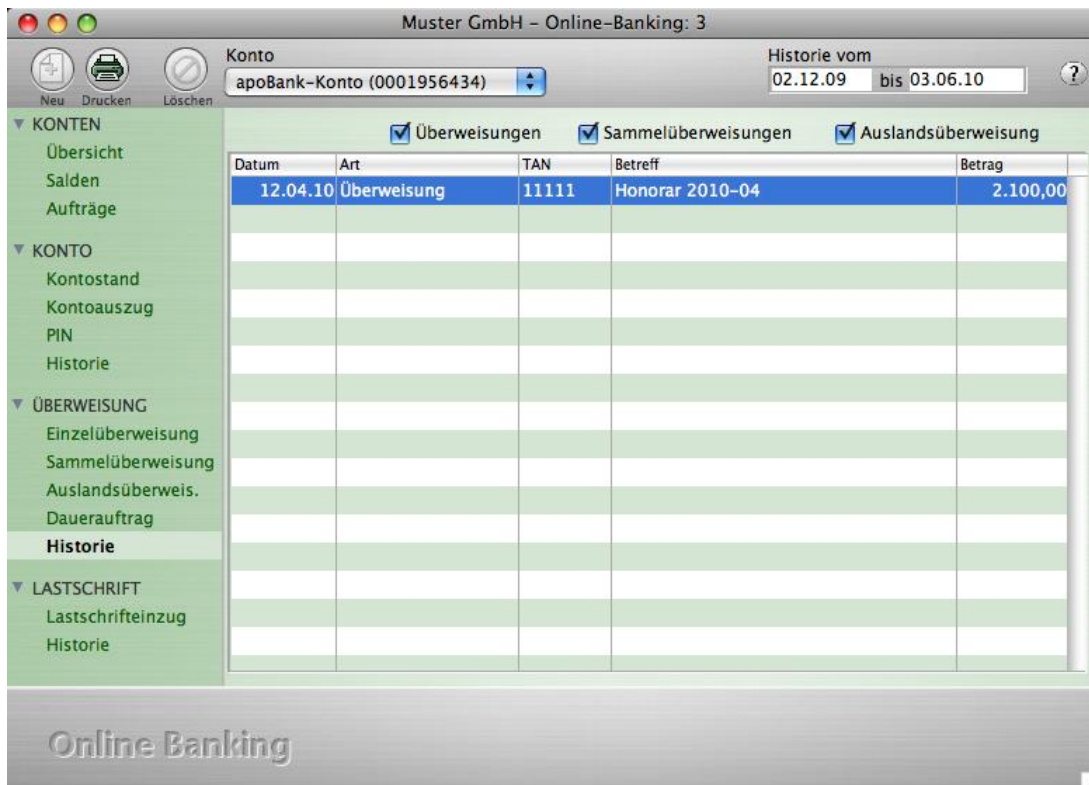 Muster GmbH – Online-Banking: 3
Neu Drucken Löschen
Konto
apoBank-Konto (0001956434)
Historie vom
02.12.09 bis 03.06.10
?
KONTEN
Übersicht
Salden
Aufträge
KONTO
Kontostand
Kontoauszug
PIN
Historie
ÜBERWEISUNG
Einzelüberweisung
Sammelüberweisung
Auslandsüberweis.
Dauerauftrag
Historie
LASTSCHRIFT
Lastschrifteinzug
Historie
Überweisungen Sammelüberweisungen Auslandsüberweisung
Datum Art TAN Betreff Betrag
12.04.10 Überweisung 11111 Honorar 2010-04 2.100,00
Online Banking